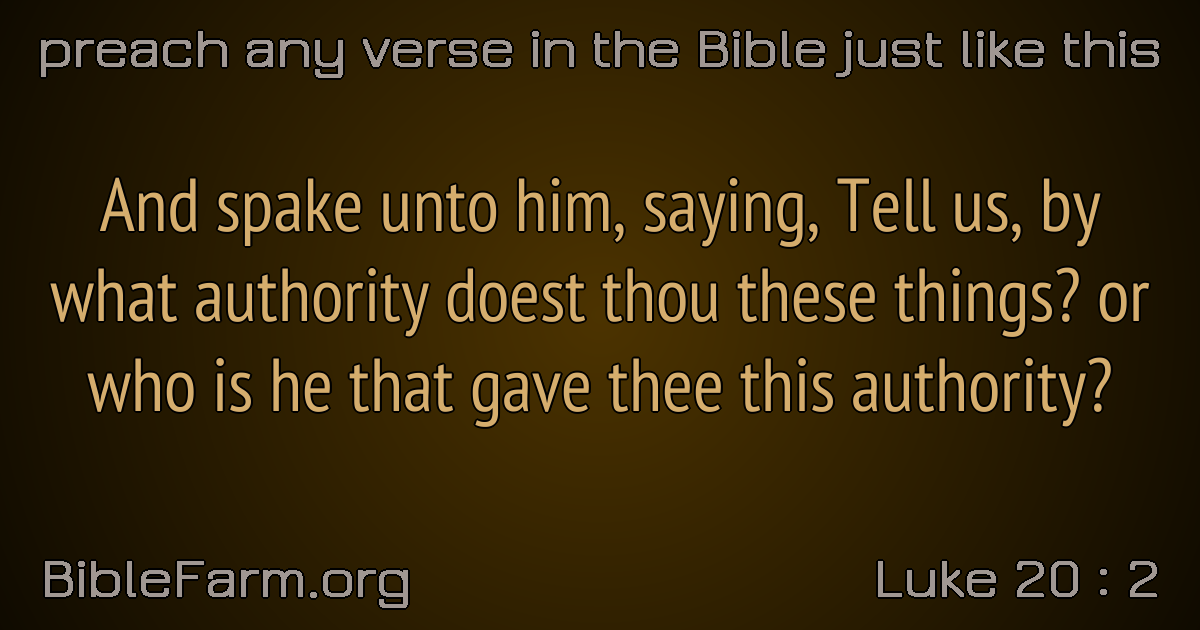 preach any verse in the Bible just like this
And spake unto him, saying, Tell us, by
what authority doest thou these things? or
who is he that gave thee this authority?
BibleFarm.org
Luke 20 : 2